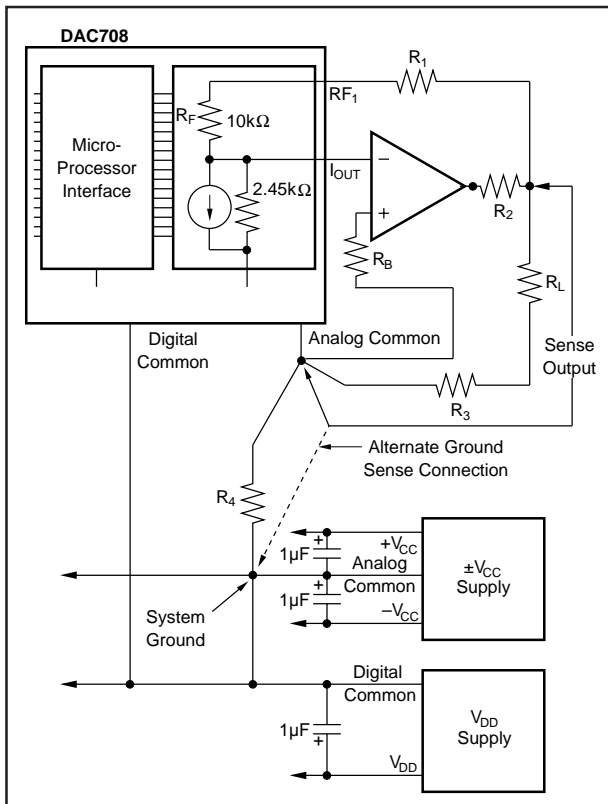 DAC708
Micro-
Processor
Interface
RF
10kΩ
2.45kΩ
RF1
IOUT
R1
−
+
R2
RB
RL
Digital
Common
Analog Common
Sense
Output
R3
Alternate Ground
Sense Connection
R4
+
1µF
+VCC
Analog
Common
+
1µF
−VCC
±VCC
Supply
System
Ground
Digital
Common
1µF
+
VDD
VDD
Supply